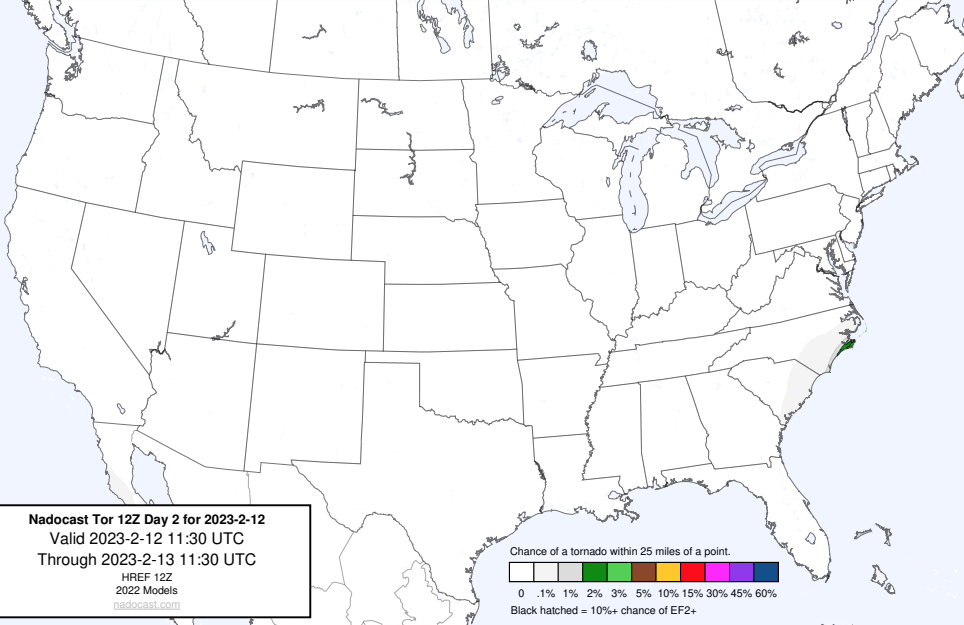 Nadocast Tor 12Z Day 2 for 2023-2-12
Valid 2023-2-12 11:30 UTC
Through 2023-2-13 11:30 UTC
HREF 12Z
2022 Models
nadocast.com
Chance of a tornado within 25 miles of a point.
0 .1% 1% 2% 3% 5% 10% 15% 30% 45% 60%
Black hatched = 10%+ chance of EF2+